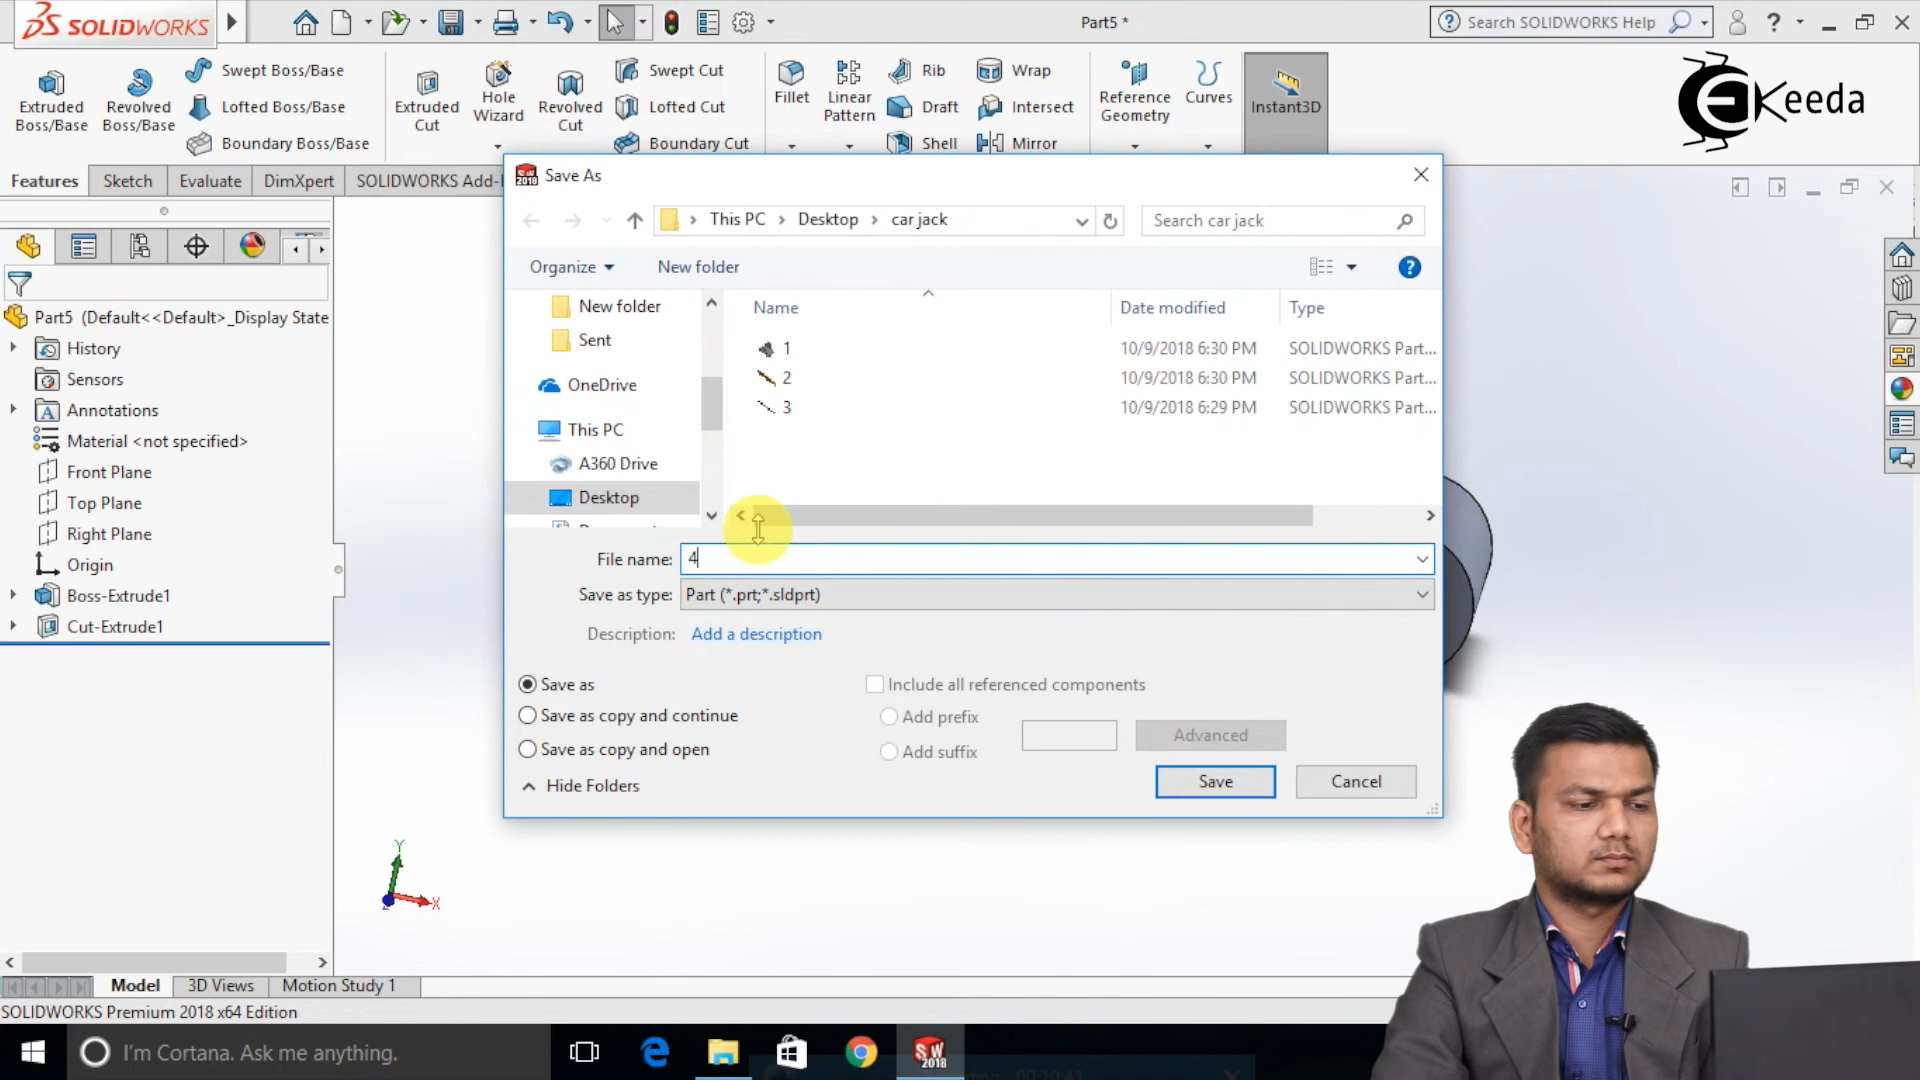 SOLIDWORKS
Part5 *
Search SOLIDWORKS Help
?
Extruded Boss/Base
Revolved Boss/Base
Swept Boss/Base
Lofted Boss/Base
Boundary Boss/Base
Extruded Cut
Hole Wizard
Revolved Cut
Swept Cut
Lofted Cut
Boundary Cut
Fillet
Linear Pattern
Rib
Draft
Shell
Wrap
Intersect
Mirror
Reference Geometry
Curves
Instant3D
eKeeda
Features
Sketch
Evaluate
DimXpert
SOLIDWORKS Add-
Part5 (Default<<Default>_Display State
History
Sensors
Annotations
Material <not specified>
Front Plane
Top Plane
Right Plane
Origin
Boss-Extrude1
Cut-Extrude1
SW 2018
Save As
This PC > Desktop > car jack
Search car jack
Organize
New folder
?
Name
Date modified
Type
1 10/9/2018 6:30 PM SOLIDWORKS Part...
2 10/9/2018 6:30 PM SOLIDWORKS Part...
3 10/9/2018 6:29 PM SOLIDWORKS Part...
New folder
Sent
OneDrive
This PC
A360 Drive
Desktop
File name: 4
Save as type: Part (*.prt;*.sldprt)
Description: Add a description
Save as
Save as copy and continue
Save as copy and open
Include all referenced components
Add prefix
Add suffix
Advanced
Hide Folders
Save
Cancel
Y
X
Z
Model
3D Views
Motion Study 1
SOLIDWORKS Premium 2018 x64 Edition
I'm Cortana. Ask me anything.
SW 2018